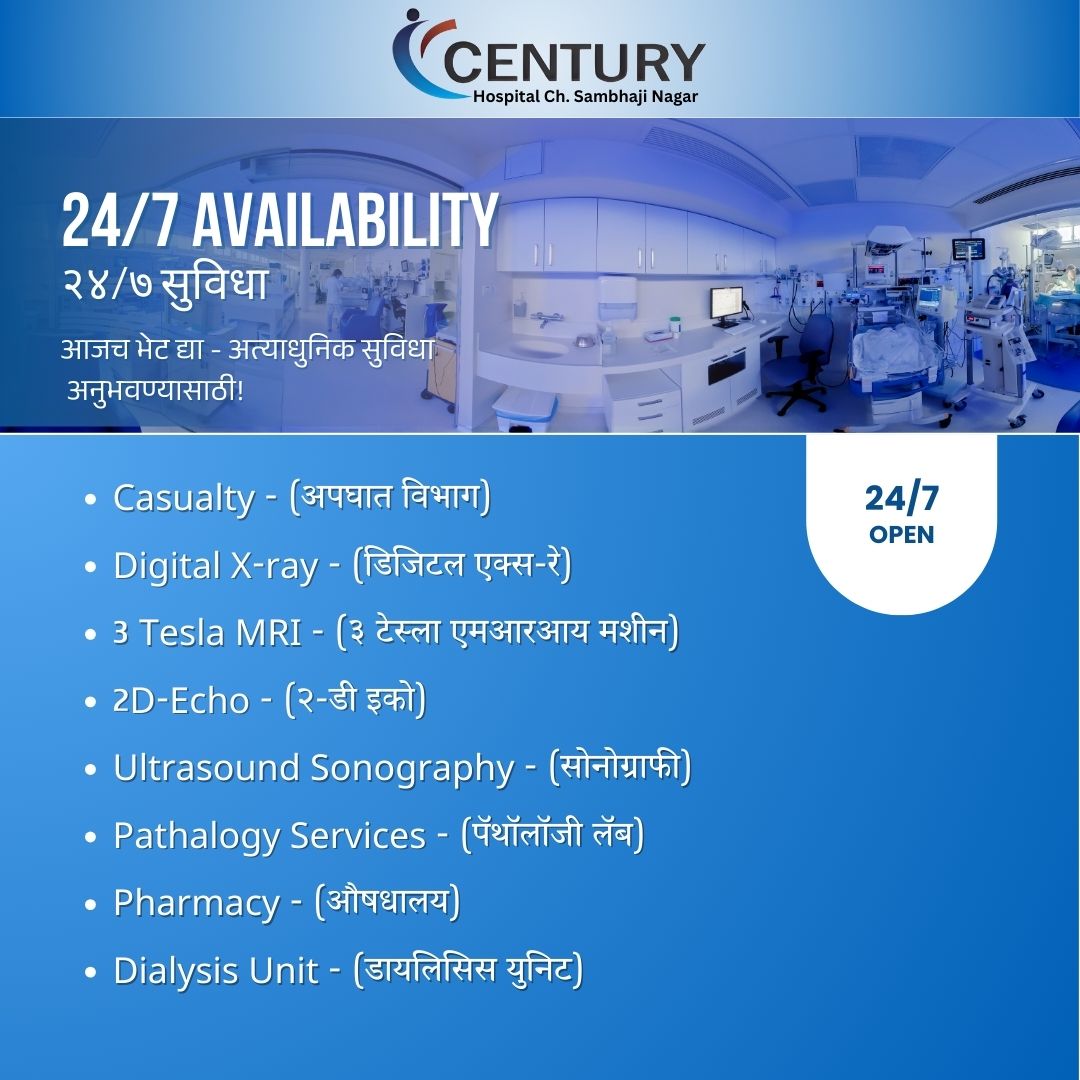 CENTURY
Hospital Ch. Sambhaji Nagar
24/7 AVAILABILITY
२४/७ सुविधा
आजच भेट द्या - अत्याधुनिक सुविधा
अनुभवण्यासाठी!
24/7
OPEN
• Casualty - (अपघात विभाग)
• Digital X-ray - (डिजिटल एक्स-रे)
• 3 Tesla MRI - (३ टेस्ला एमआरआय मशीन)
• 2D-Echo - (२-डी इको)
• Ultrasound Sonography - (सोनोग्राफी)
• Pathalogy Services - (पॅथॉलॉजी लॅब)
• Pharmacy - (औषधालय)
• Dialysis Unit - (डायलिसिस युनिट)